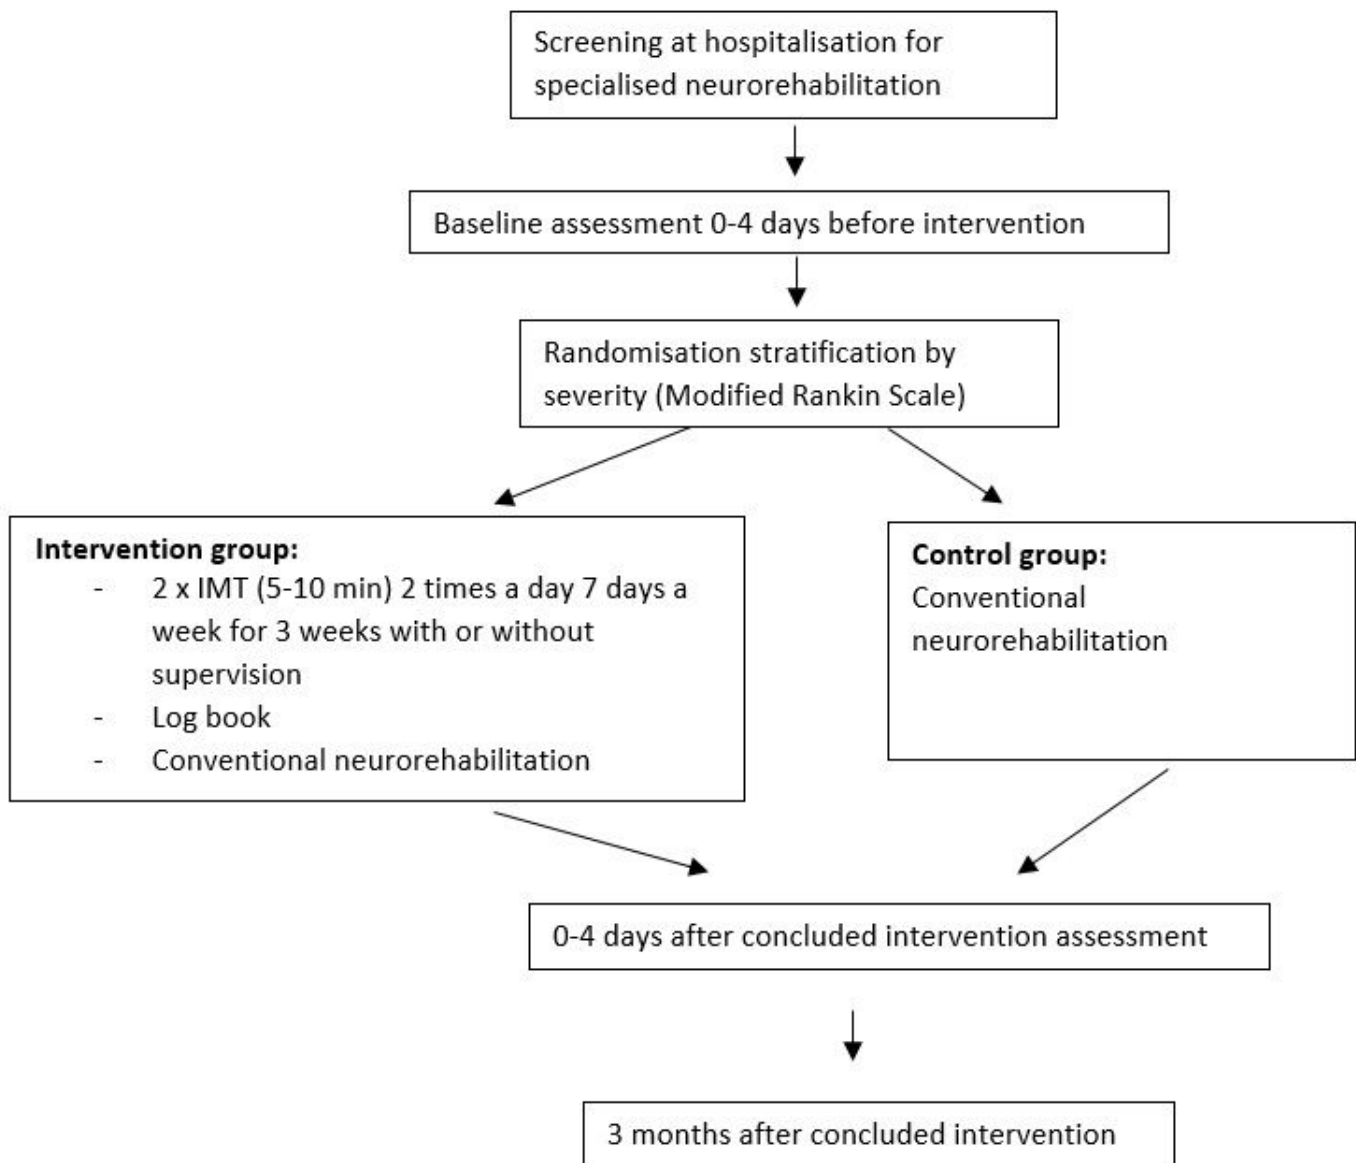 Screening at hospitalisation for
specialised neurorehabilitation
Baseline assessment 0-4 days before intervention
Randomisation stratification by
severity (Modified Rankin Scale)
Intervention group:
- 2 x IMT (5-10 min) 2 times a day 7 days a
week for 3 weeks with or without
supervision
- Log book
- Conventional neurorehabilitation
Control group:
Conventional
neurorehabilitation
0-4 days after concluded intervention assessment
3 months after concluded intervention